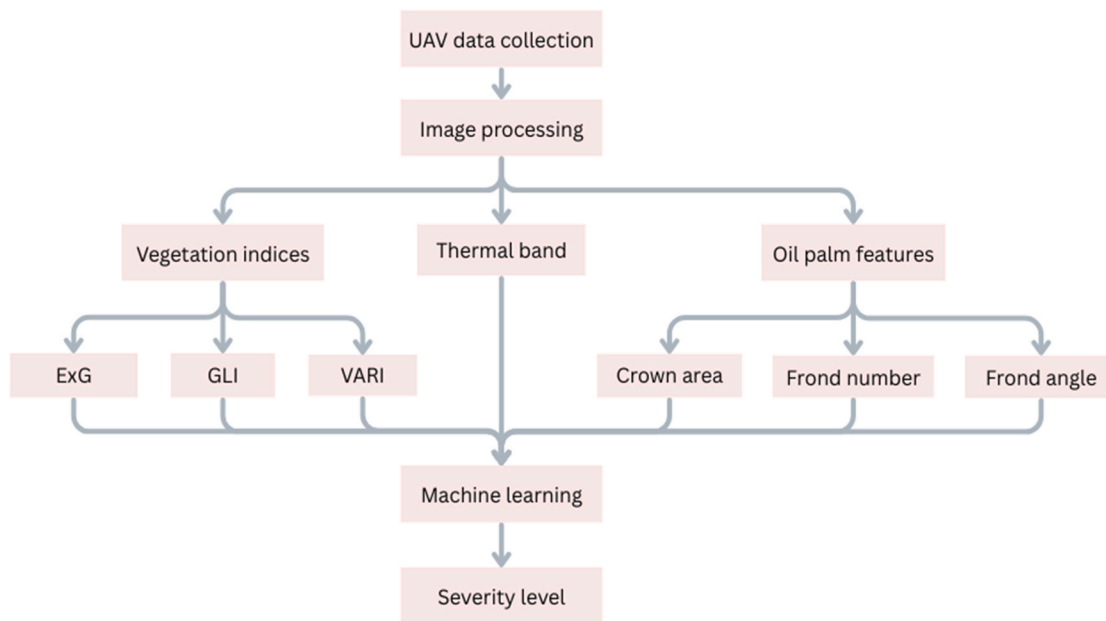 UAV data collection
Image processing
Vegetation indices
Thermal band
Oil palm features
ExG
GLI
VARI
Crown area
Frond number
Frond angle
Machine learning
Severity level